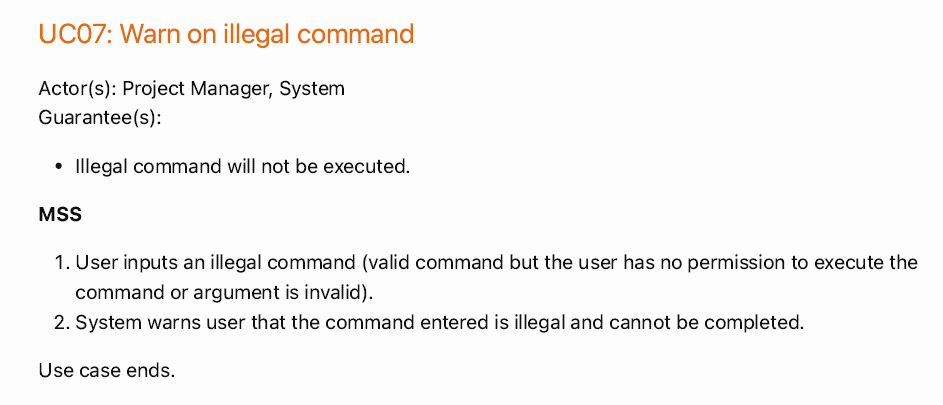 UC07: Warn on illegal command
Actor(s): Project Manager, System
Guarantee(s):
• Illegal command will not be executed.
MSS
1. User inputs an illegal command (valid command but the user has no permission to execute the
command or argument is invalid).
2. System warns user that the command entered is illegal and cannot be completed.
Use case ends.